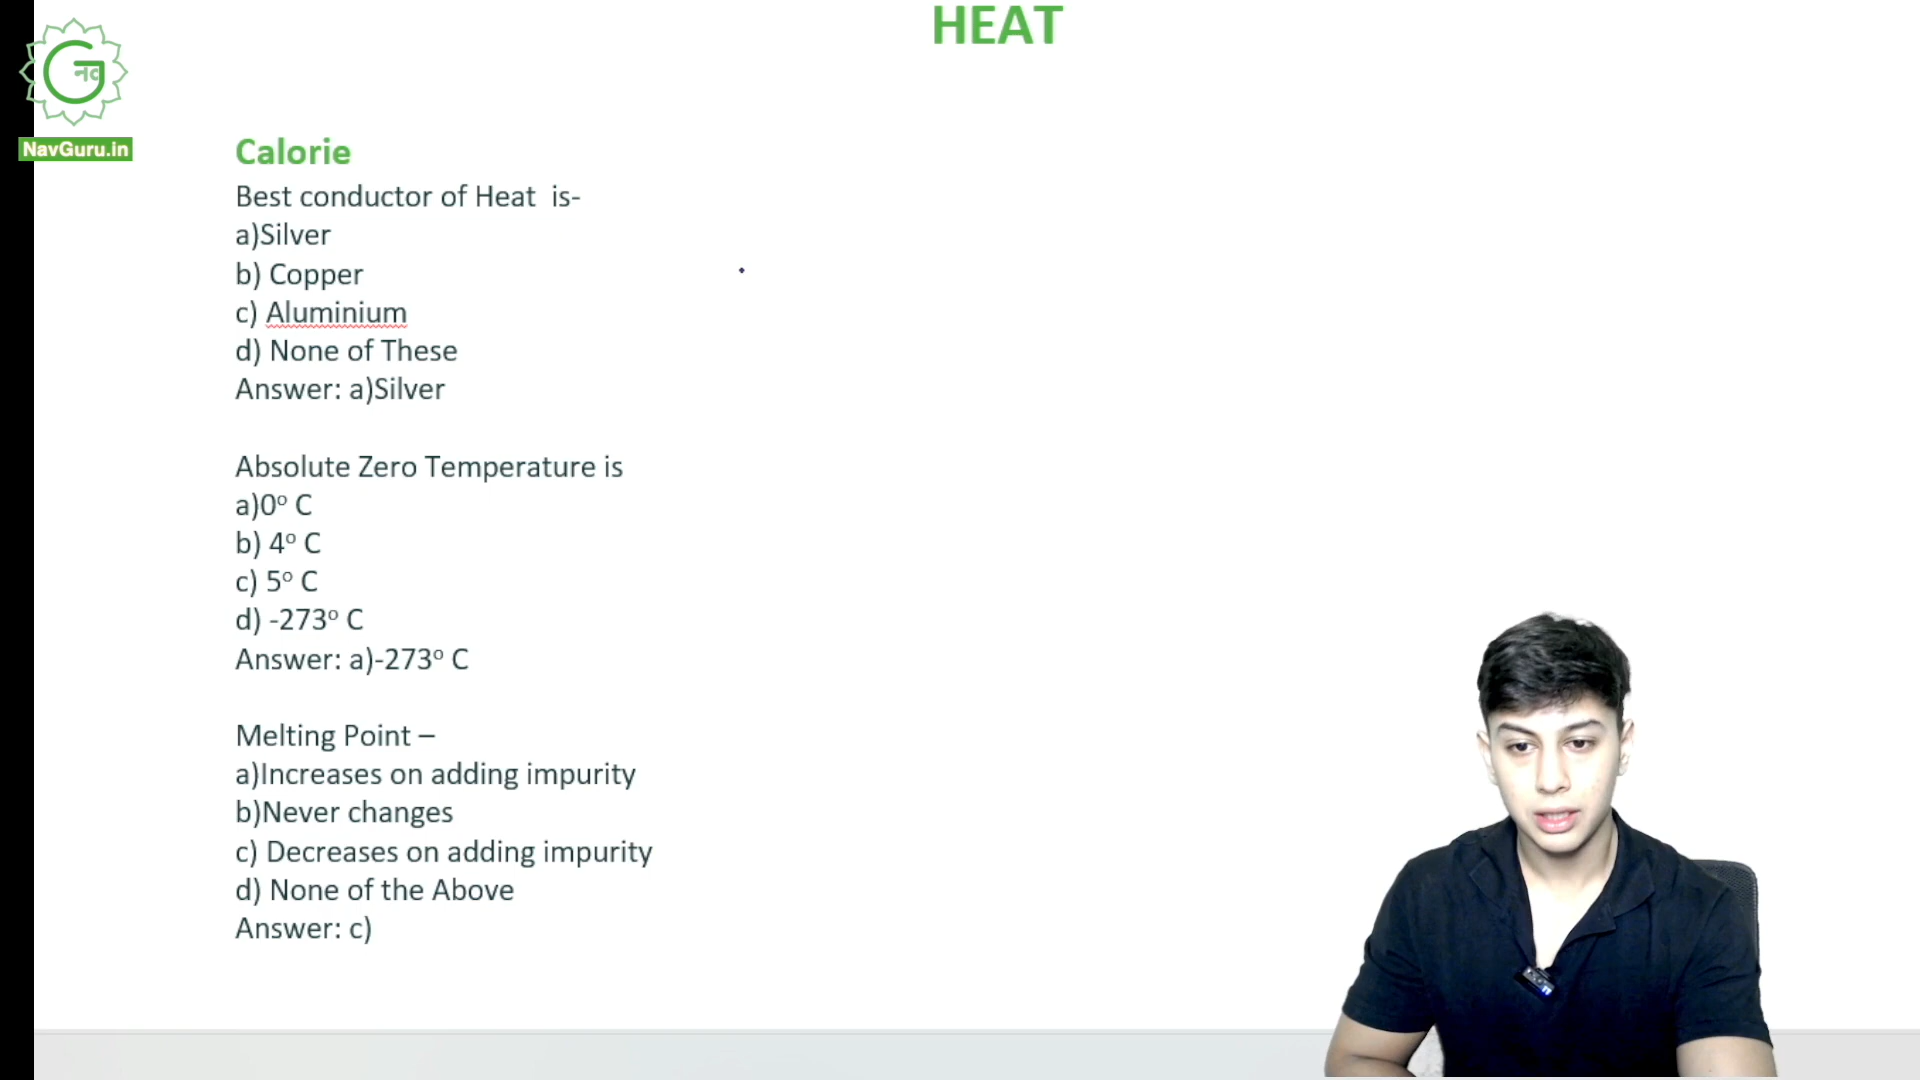 HEAT
नव
NavGuru.in
Calorie
Best conductor of Heat  is-
a)Silver
b) Copper
c) Aluminium
d) None of These
Answer: a)Silver
Absolute Zero Temperature is
a)0° C
b) 4° C
c) 5° C
d) -273° C
Answer: a)-273° C
Melting Point –
a)Increases on adding impurity
b)Never changes
c) Decreases on adding impurity
d) None of the Above
Answer: c)